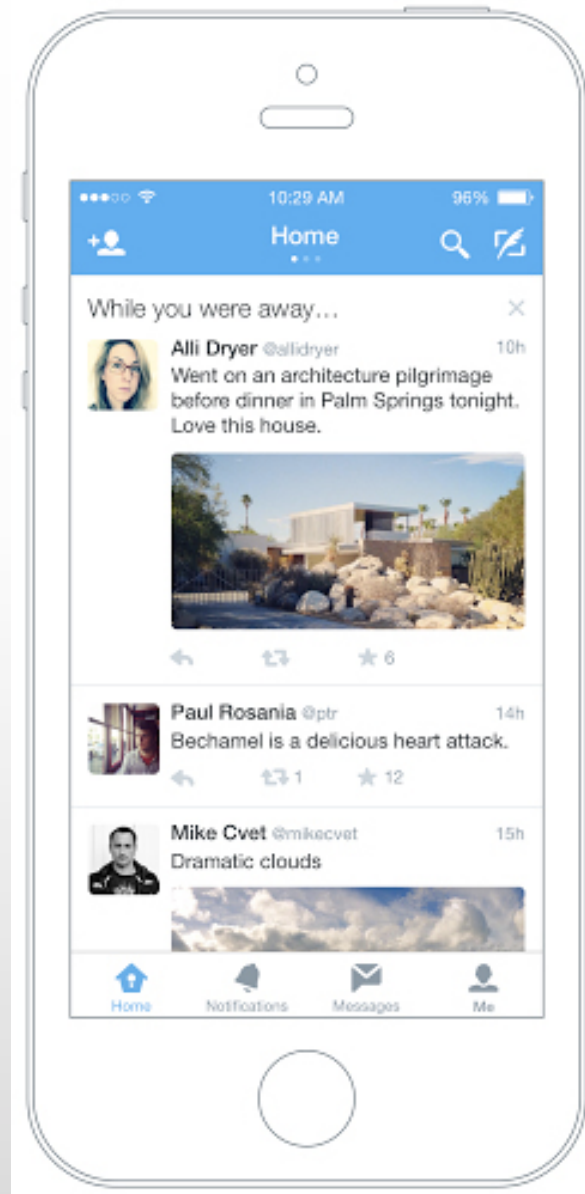 10:29 AM
96%
Home
While you were away...
Alli Dryer @allidryer 10h
Went on an architecture pilgrimage
before dinner in Palm Springs tonight.
Love this house.
6
Paul Rosania @ptr 14h
Bechamel is a delicious heart attack.
1 12
Mike Cvet @mikecvet 15h
Dramatic clouds
Home Notifications Messages Me